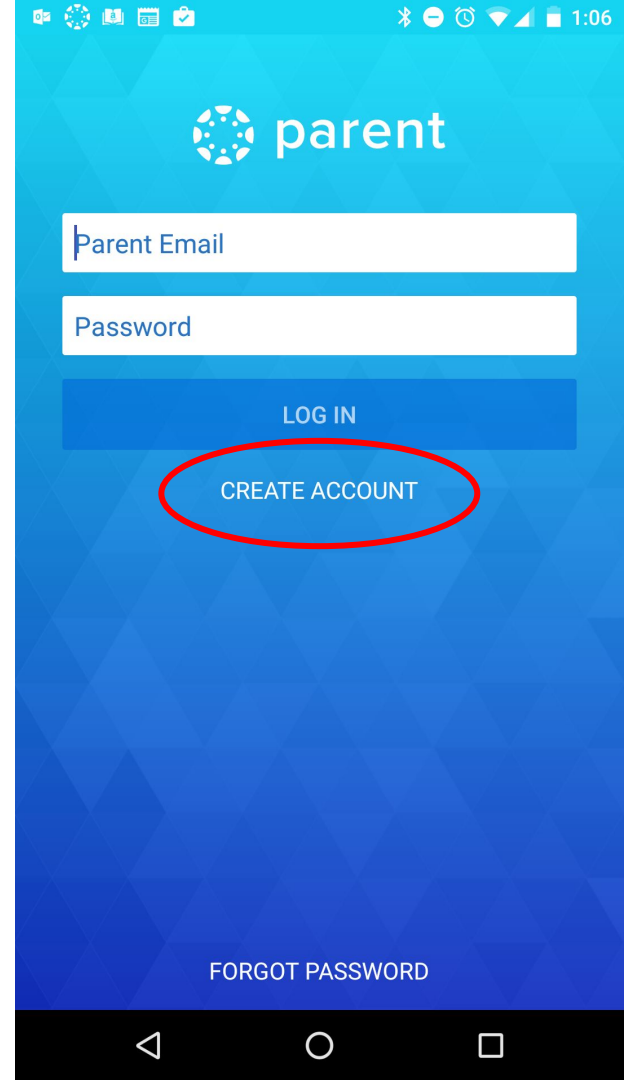 1:06
parent
Parent Email
Password
LOG IN
CREATE ACCOUNT
FORGOT PASSWORD